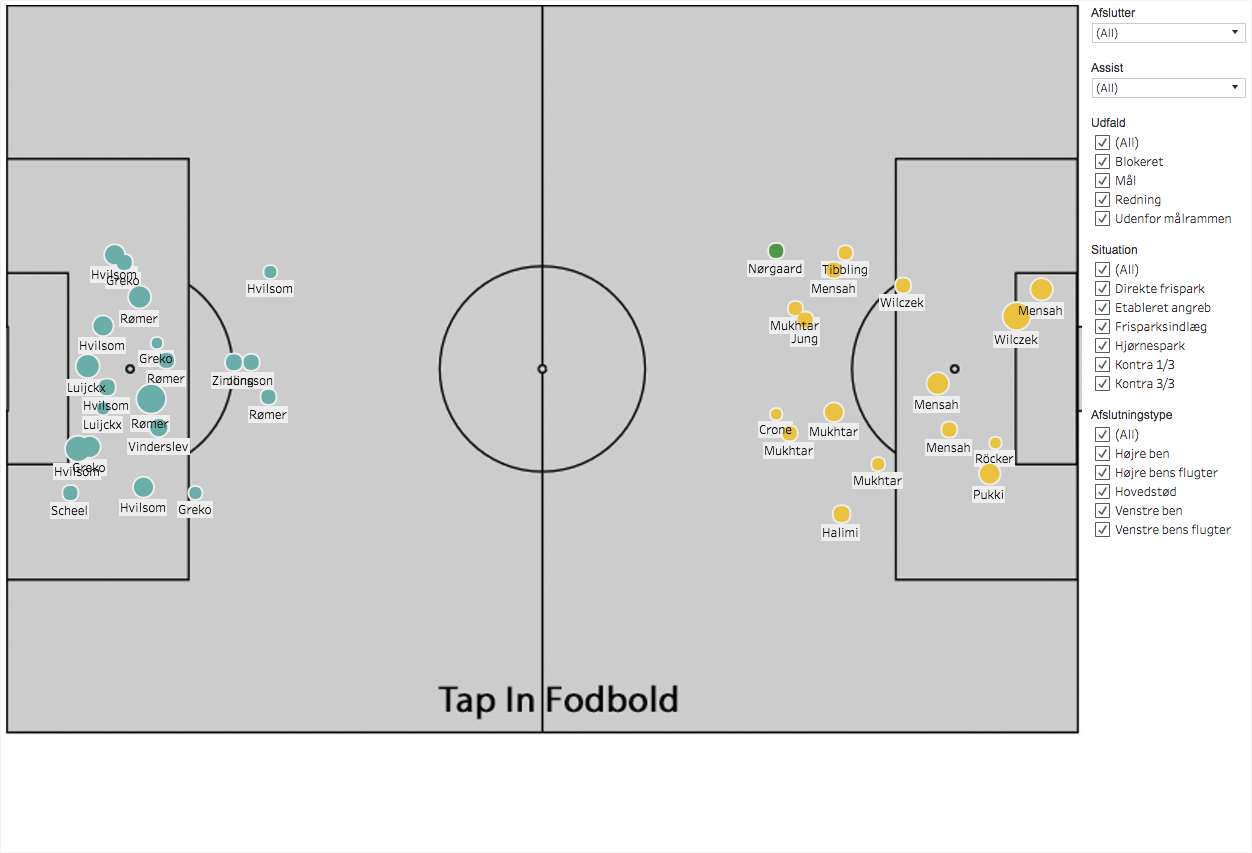 Afslutter
(All)
Assist
(All)
Udfald
(All)
Blokeret
Mål
Redning
Udenfor målrammen
Situation
(All)
Direkte frispark
Etableret angreb
Frisparksindlæg
Hjørnespark
Kontra 1/3
Kontra 3/3
Afslutningstype
(All)
Højre ben
Højre bens flugter
Hovedstød
Venstre ben
Venstre bens flugter
Hvilsom
Greko
Hvilsom
Rømer
Hvilsom
Greko
Rømer
Luijckx
Hvilsom
Luijckx
Rømer
Vinderslev
Hvilsom
Greko
Scheel
Hvilsom
Greko
Rømer
Nørgaard
Tibbling
Mensah
Wilczek
Mukhtar
Jung
Mensah
Wilczek
Mensah
Crone
Mukhtar
Mukhtar
Mensah
Röcker
Mukhtar
Pukki
Halimi
Tap In Fodbold